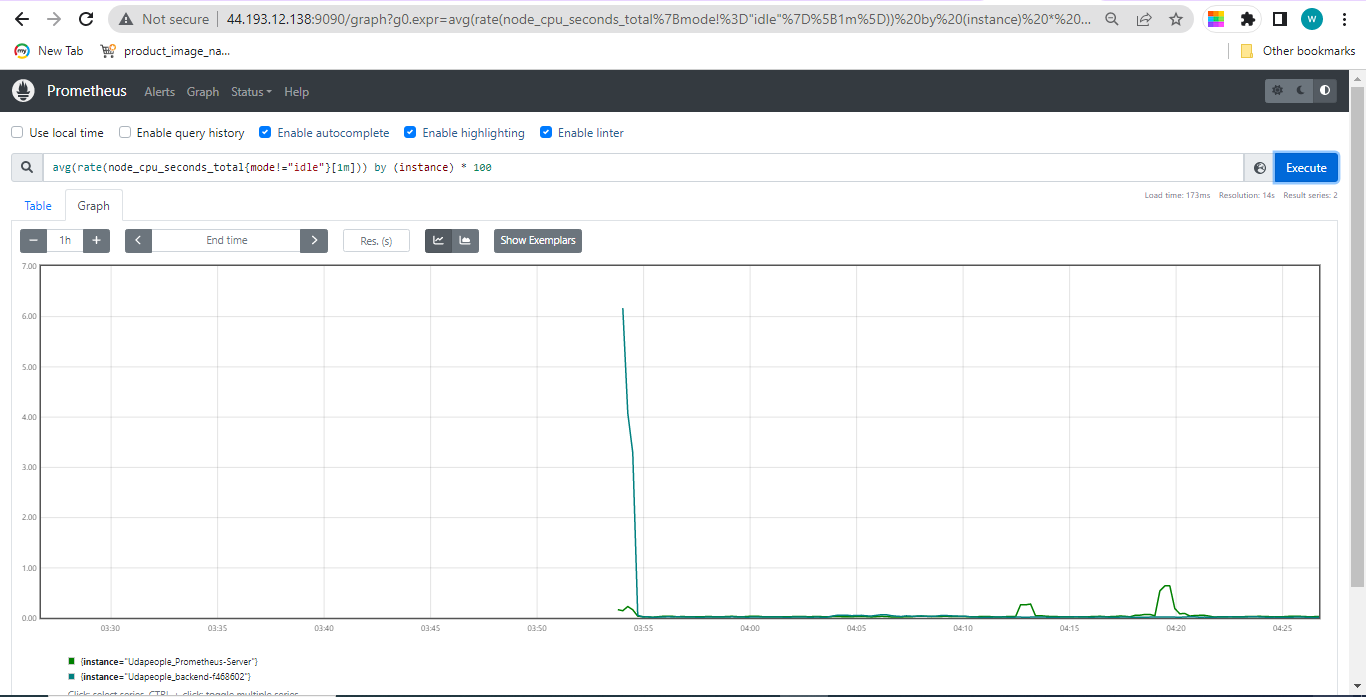 Not secure
44.193.12.138:9090/graph?g0.expr=avg(rate(node_cpu_seconds_total%7Bmode!%3D"idle"%7D%5B1m%5D))%20by%20(instance)%20*%20...
W
New Tab
product_image_na...
Other bookmarks
Prometheus
Alerts
Graph
Status
Help
Use local time
Enable query history
Enable autocomplete
Enable highlighting
Enable linter
avg(rate(node_cpu_seconds_total{mode!="idle"}[1m])) by (instance) * 100
Execute
Load time: 173ms Resolution: 14s Result series: 2
Table
Graph
− 1h +
End time
Res. (s)
Show Exemplars
7.00
6.00
5.00
4.00
3.00
2.00
1.00
0.00
03:30 03:35 03:40 03:45 03:50 03:55 04:00 04:05 04:10 04:15 04:20 04:25
{instance="Udapeople_Prometheus-Server"}
{instance="Udapeople_backend-f468602"}
Click: select series, CTRL + click: toggle multiple series